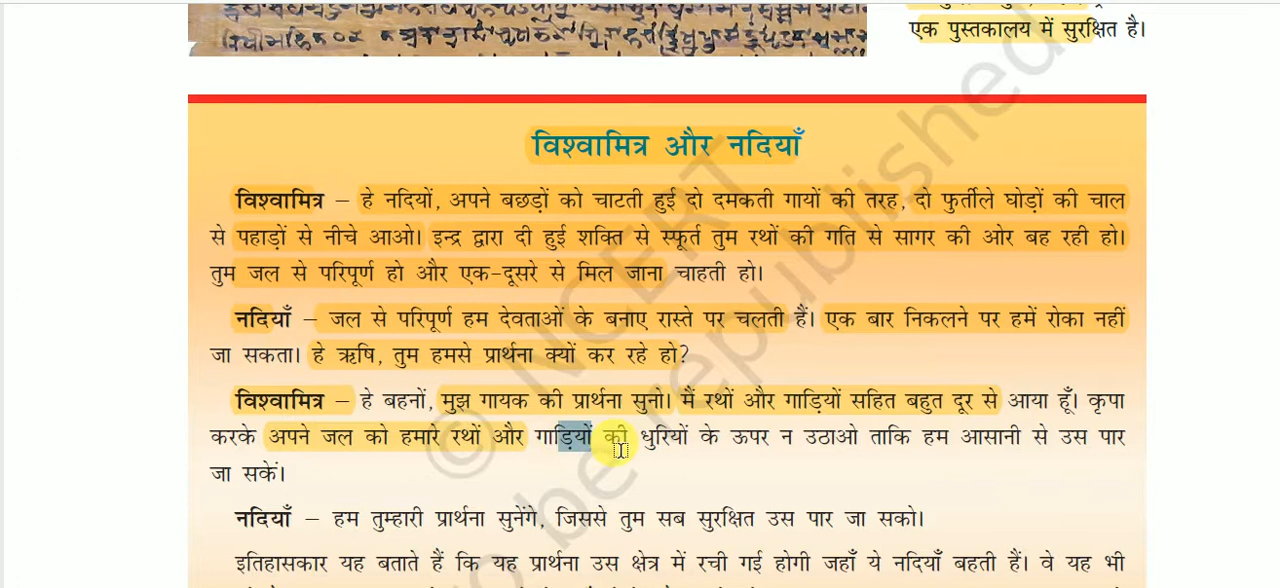 एक पुस्तकालय में सुरक्षित है।
विश्वामित्र और नदियाँ
विश्वामित्र – हे नदियों, अपने बछड़ों को चाटती हुई दो दमकती गायों की तरह, दो फुर्तीले घोड़ों की चाल
से पहाड़ों से नीचे आओ। इन्द्र द्वारा दी हुई शक्ति से स्फूर्त तुम रथों की गति से सागर की ओर बह रही हो।
तुम जल से परिपूर्ण हो और एक-दूसरे से मिल जाना चाहती हो।
नदियाँ – जल से परिपूर्ण हम देवताओं के बनाए रास्ते पर चलती हैं। एक बार निकलने पर हमें रोका नहीं
जा सकता। हे ऋषि, तुम हमसे प्रार्थना क्यों कर रहे हो?
विश्वामित्र – हे बहनों, मुझ गायक की प्रार्थना सुनो। मैं रथों और गाड़ियों सहित बहुत दूर से आया हूँ। कृपा
करके अपने जल को हमारे रथों और गाड़ियों की धुरियों के ऊपर न उठाओ ताकि हम आसानी से उस पार
जा सकें।
नदियाँ – हम तुम्हारी प्रार्थना सुनेंगे, जिससे तुम सब सुरक्षित उस पार जा सको।
इतिहासकार यह बताते हैं कि यह प्रार्थना उस क्षेत्र में रची गई होगी जहाँ ये नदियाँ बहती हैं। वे यह भी
© NCERT
to be republished